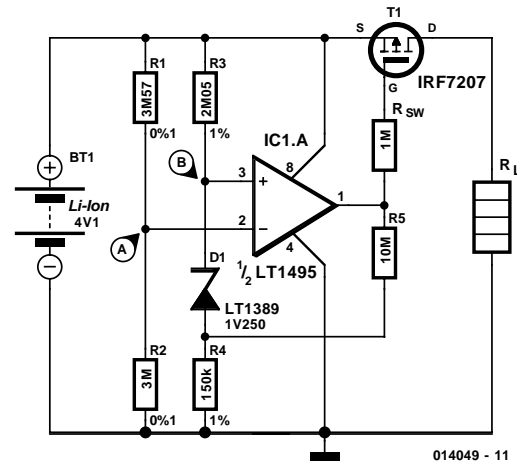 T1
S
D
G
IRF7207
R1
3M57
0%1
R3
2M05
1%
RSW
1M
IC1.A
BT1
B
8
3
+
2
–
1
4
RL
Li-Ion
4V1
A
R5
10M
D1
1/2 LT1495
LT1389
1V250
R2
3M
0%1
R4
150k
1%
014049 - 11